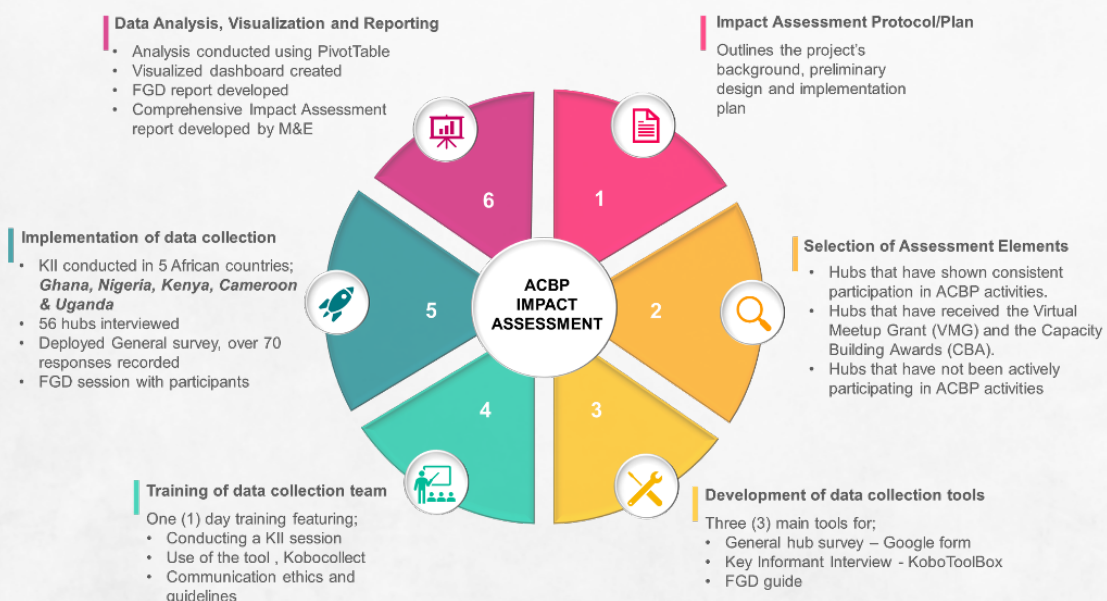 Data Analysis, Visualization and Reporting
• Analysis conducted using PivotTable
• Visualized dashboard created
• FGD report developed
• Comprehensive Impact Assessment
report developed by M&E
Impact Assessment Protocol/Plan
Outlines the project's
background, preliminary
design and implementation
plan
6
1
Implementation of data collection
• KII conducted in 5 African countries;
Ghana, Nigeria, Kenya, Cameroon
& Uganda
• 56 hubs interviewed
• Deployed General survey, over 70
responses recorded
• FGD session with participants
5
ACBP
IMPACT
ASSESSMENT
2
Selection of Assessment Elements
• Hubs that have shown consistent
participation in ACBP activities.
• Hubs that have received the Virtual
Meetup Grant (VMG) and the Capacity
Building Awards (CBA).
• Hubs that have not been actively
participating in ACBP activities
4
3
Training of data collection team
One (1) day training featuring;
• Conducting a KII session
• Use of the tool , Kobocollect
• Communication ethics and
guidelines
Development of data collection tools
Three (3) main tools for;
• General hub survey – Google form
• Key Informant Interview - KoboToolBox
• FGD guide